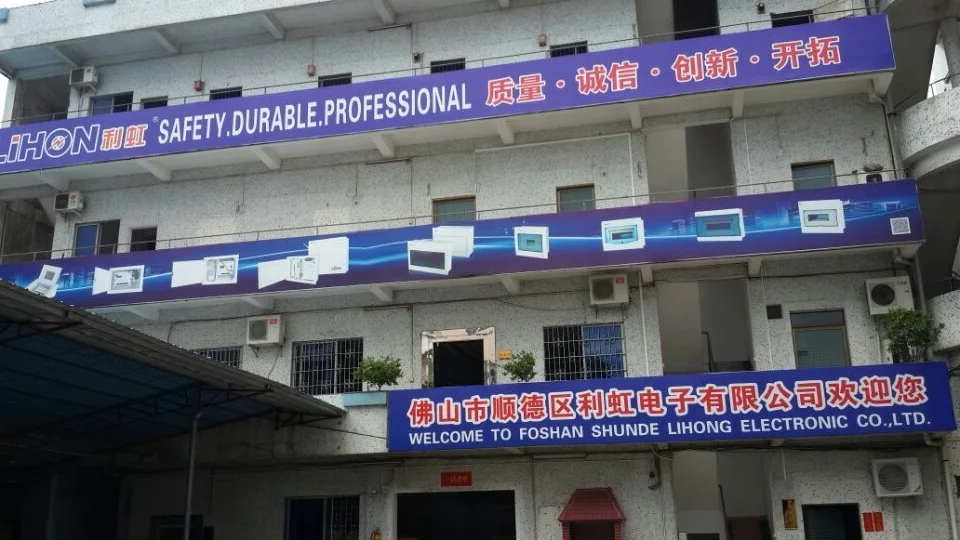 LIHON 利虹® SAFETY.DURABLE.PROFESSIONAL 质量·诚信·创新·开拓
佛山市顺德区利虹电子有限公司欢迎您
WELCOME TO FOSHAN SHUNDE LIHONG ELECTRONIC CO.,LTD.